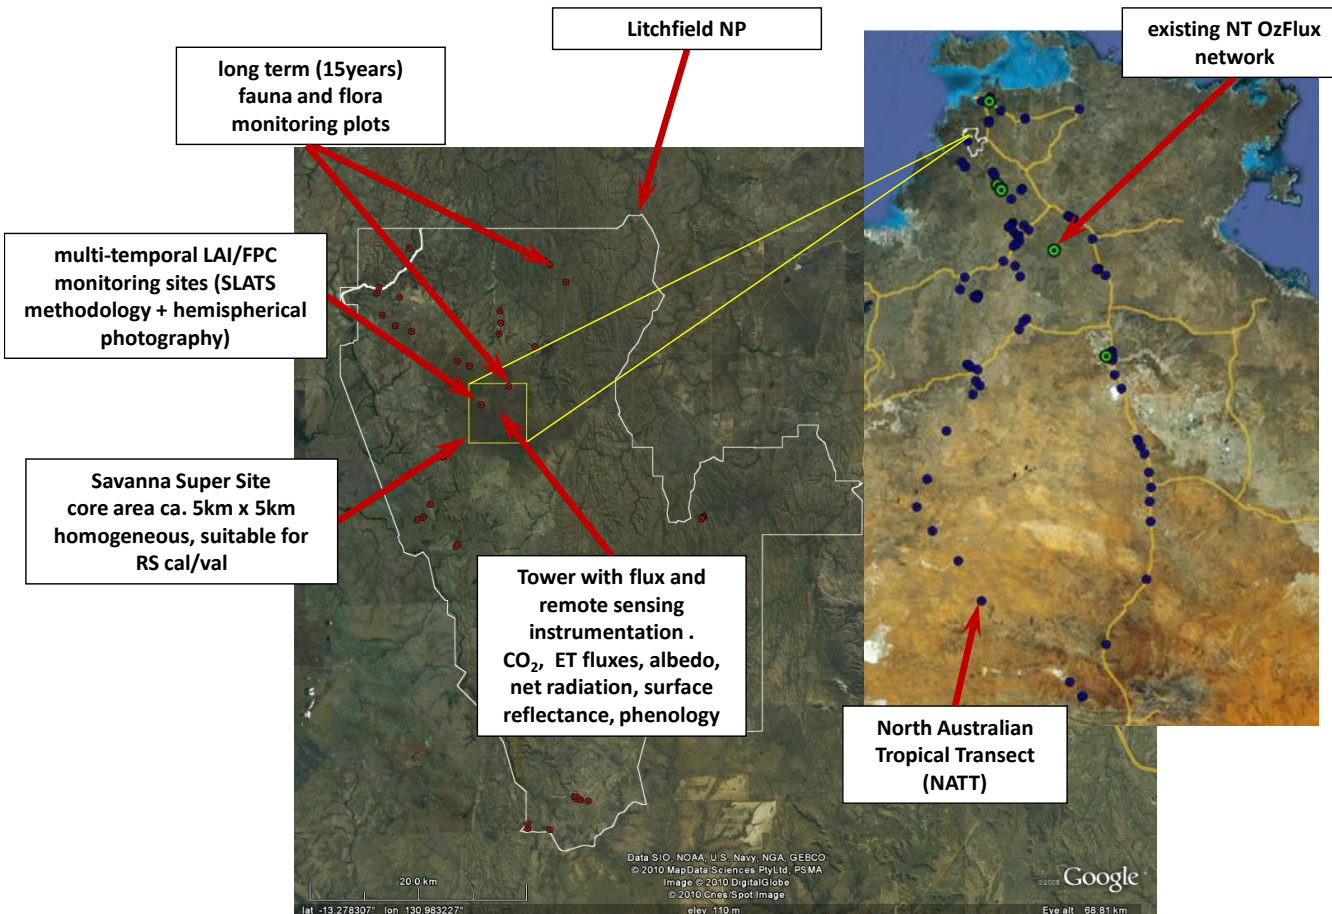 Litchfield NP
existing NT OzFlux
network
long term (15years)
fauna and flora
monitoring plots
multi-temporal LAI/FPC
monitoring sites (SLATS
methodology + hemispherical
photography)
Savanna Super Site
core area ca. 5km x 5km
homogeneous, suitable for
RS cal/val
Tower with flux and
remote sensing
instrumentation .
CO₂, ET fluxes, albedo,
net radiation, surface
reflectance, phenology
North Australian
Tropical Transect
(NATT)
Data SIO, NOAA, U.S. Navy, NGA, GEBCO
© 2010 MapData Sciences PtyLtd, PSMA
Image © 2010 DigitalGlobe
© 2010 Cnes/Spot Image
©2008 Google
20.0 km
lat -13.278307° lon 130.983227°
elev 110 m
Eye alt 68.81 km